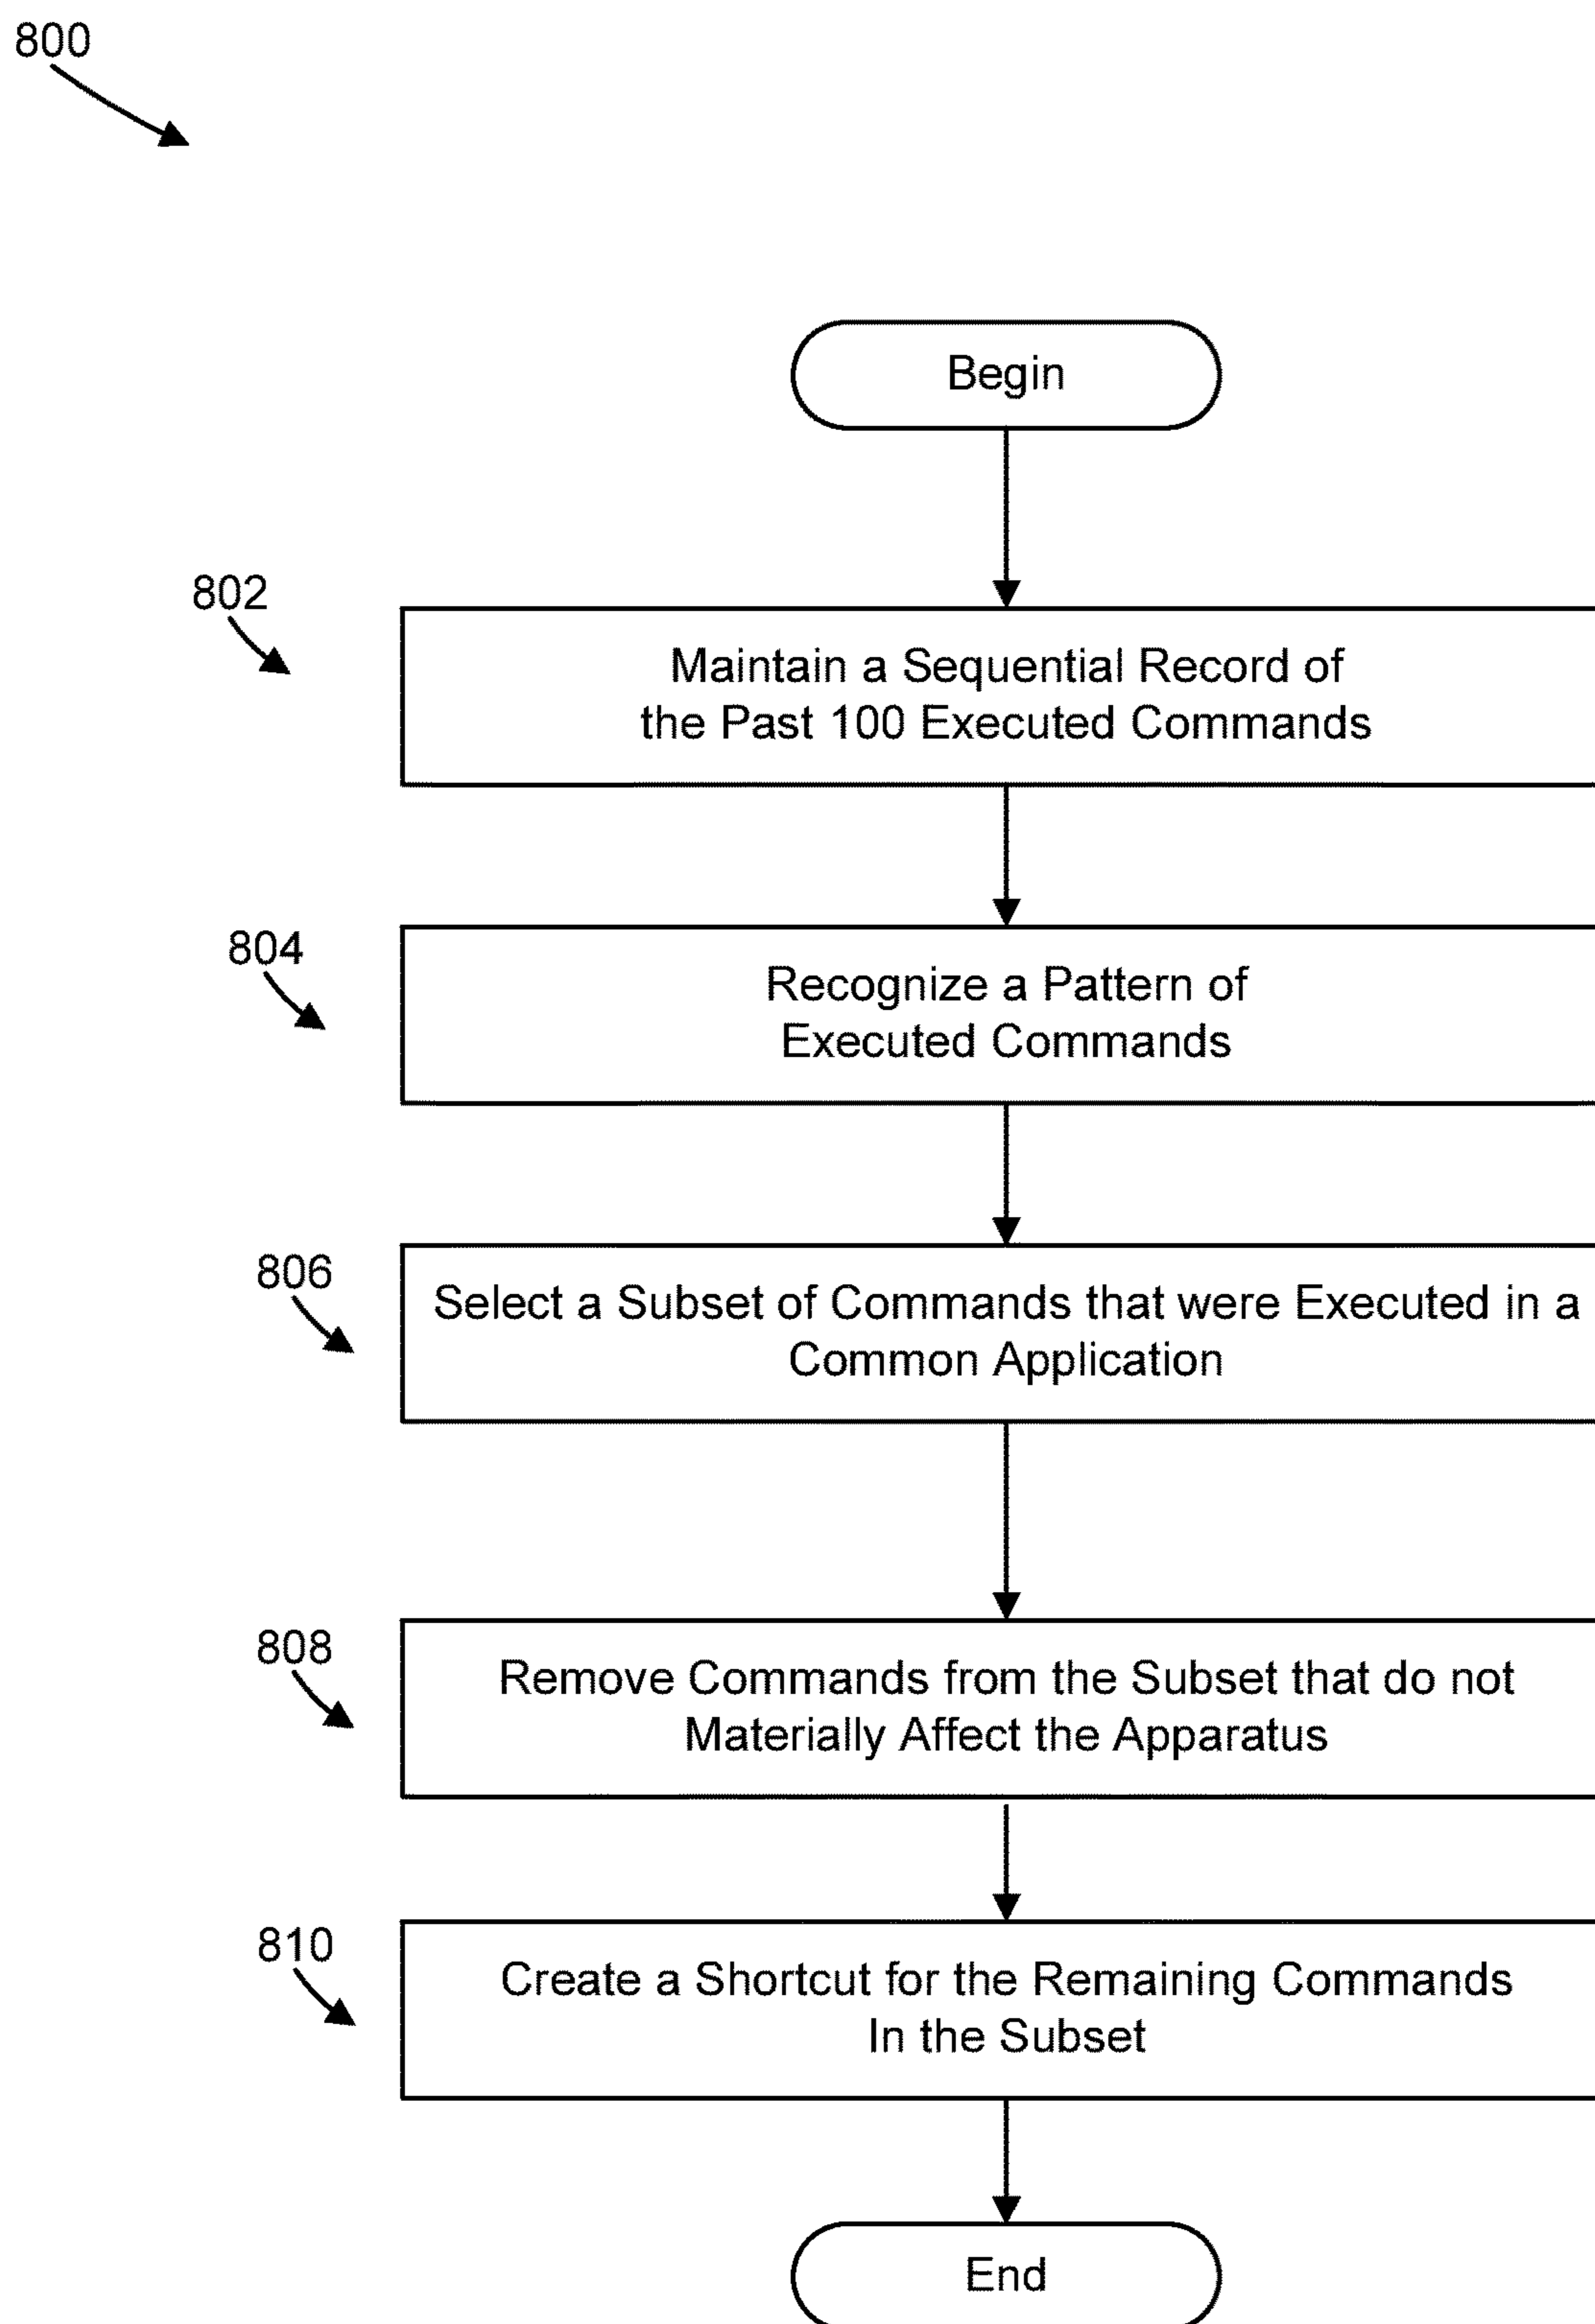 800
Begin
802
Maintain a Sequential Record of
the Past 100 Executed Commands
804
Recognize a Pattern of
Executed Commands
806
Select a Subset of Commands that were Executed in a
Common Application
808
Remove Commands from the Subset that do not
Materially Affect the Apparatus
810
Create a Shortcut for the Remaining Commands
In the Subset
End